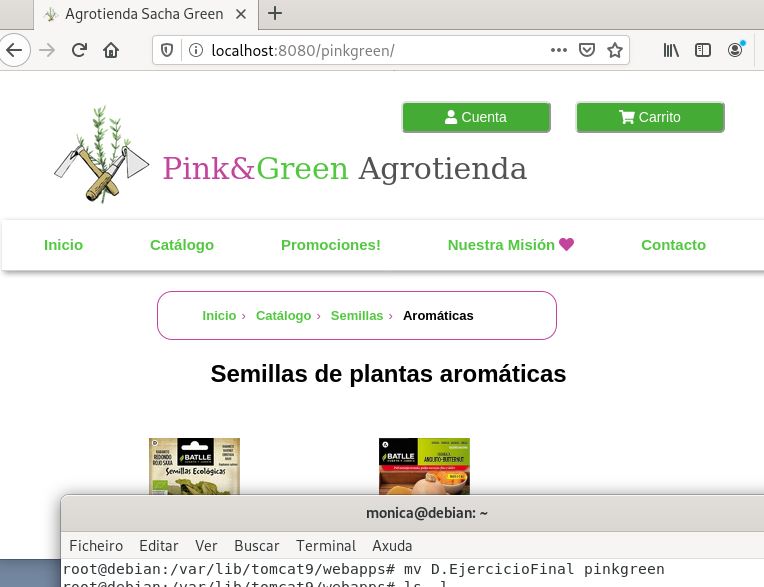 Agrotienda Sacha Green
localhost:8080/pinkgreen/
Cuenta
Carrito
Pink&Green Agrotienda
Inicio Catálogo Promociones! Nuestra Misión Contacto
Inicio › Catálogo › Semillas › Aromáticas
Semillas de plantas aromáticas
BATLLE
Semillas Ecológicas
BATLLE
monica@debian: ~
Ficheiro Editar Ver Buscar Terminal Axuda
root@debian:/var/lib/tomcat9/webapps# mv D.EjercicioFinal pinkgreen
root@debian:/var/lib/tomcat9/webapps# ls -l